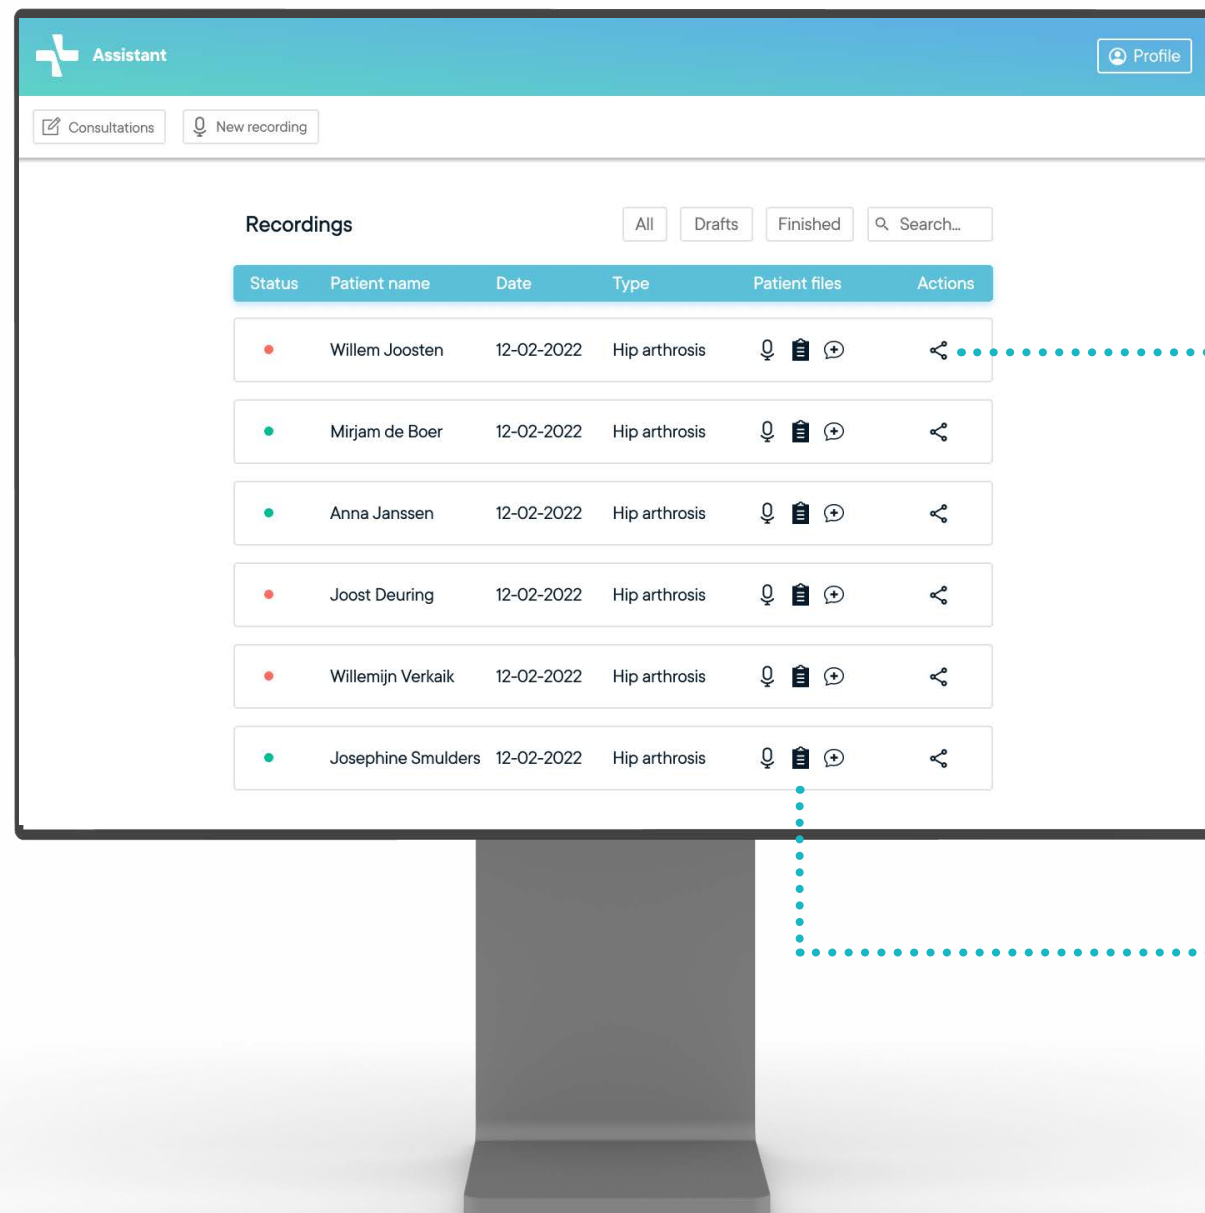 Assistant
Profile
Consultations
New recording
Recordings
All
Drafts
Finished
Search...
Status Patient name Date Type Patient files Actions
Willem Joosten 12-02-2022 Hip arthrosis
Mirjam de Boer 12-02-2022 Hip arthrosis
Anna Janssen 12-02-2022 Hip arthrosis
Joost Deuring 12-02-2022 Hip arthrosis
Willemijn Verkaik 12-02-2022 Hip arthrosis
Josephine Smulders 12-02-2022 Hip arthrosis